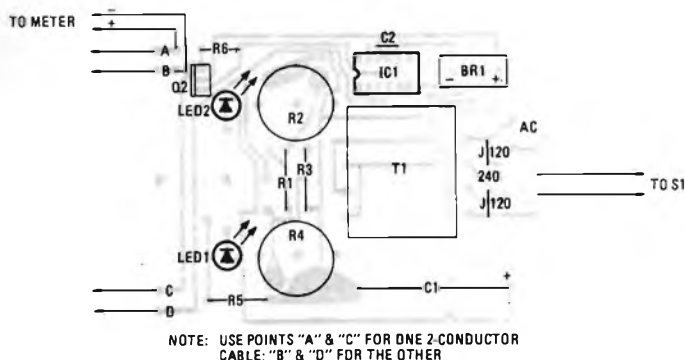 TO METER
-
+
A
B
R6
Q2
LED2
R2
C2
IC1
- BR1 +
AC
J 120
240
J 120
TO S1
T1
R1
R3
LED1
R4
C
D
R5
C1
+
NOTE: USE POINTS "A" & "C" FOR ONE 2-CONDUCTOR
CABLE: "B" & "D" FOR THE OTHER